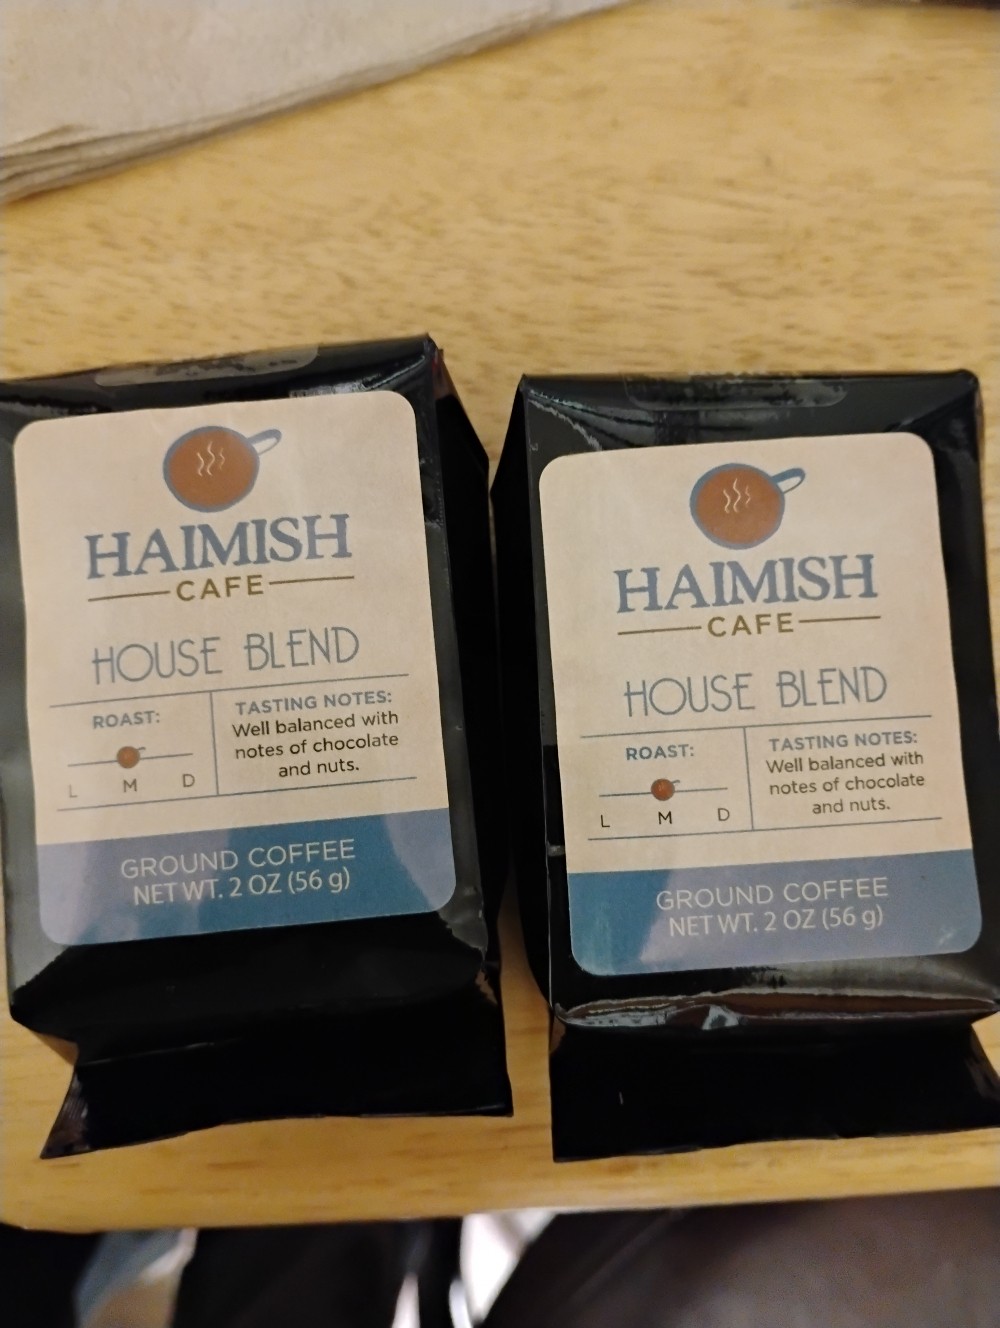 HAIMISH
CAFE
HOUSE BLEND
ROAST:
L M D
TASTING NOTES:
Well balanced with
notes of chocolate
and nuts.
GROUND COFFEE
NET WT. 2 OZ (56 g)
HAIMISH
CAFE
HOUSE BLEND
ROAST:
L M D
TASTING NOTES:
Well balanced with
notes of chocolate
and nuts.
GROUND COFFEE
NET WT. 2 OZ (56 g)